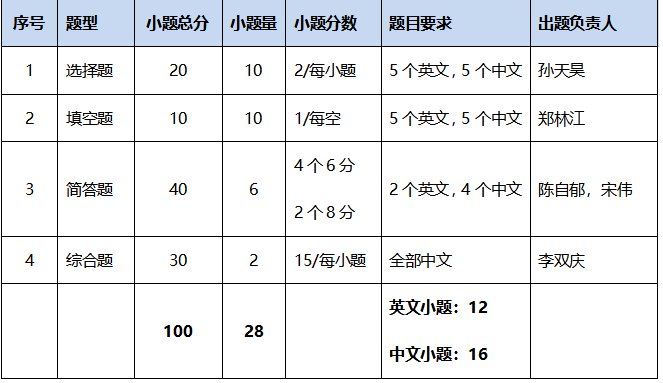 序号 题型 小题总分 小题量 小题分数 题目要求 出题负责人
1 选择题 20 10 2/每小题 5个英文，5个中文 孙天昊
2 填空题 10 10 1/每空 5个英文，5个中文 郑林江
3 简答题 40 6 4个6分 2个英文，4个中文 陈自郁，宋伟
2个8分
4 综合题 30 2 15/每小题 全部中文 李双庆
100 28 英文小题：12
中文小题：16